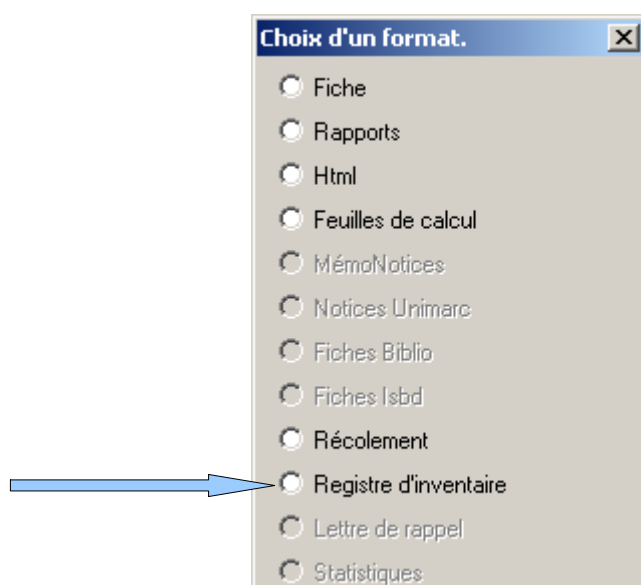 Choix d'un format.
Fiche
Rapports
Html
Feuilles de calcul
MémoNotices
Notices Unimarc
Fiches Biblio
Fiches Isbd
Récolement
Registre d'inventaire
Lettre de rappel
Statistiques